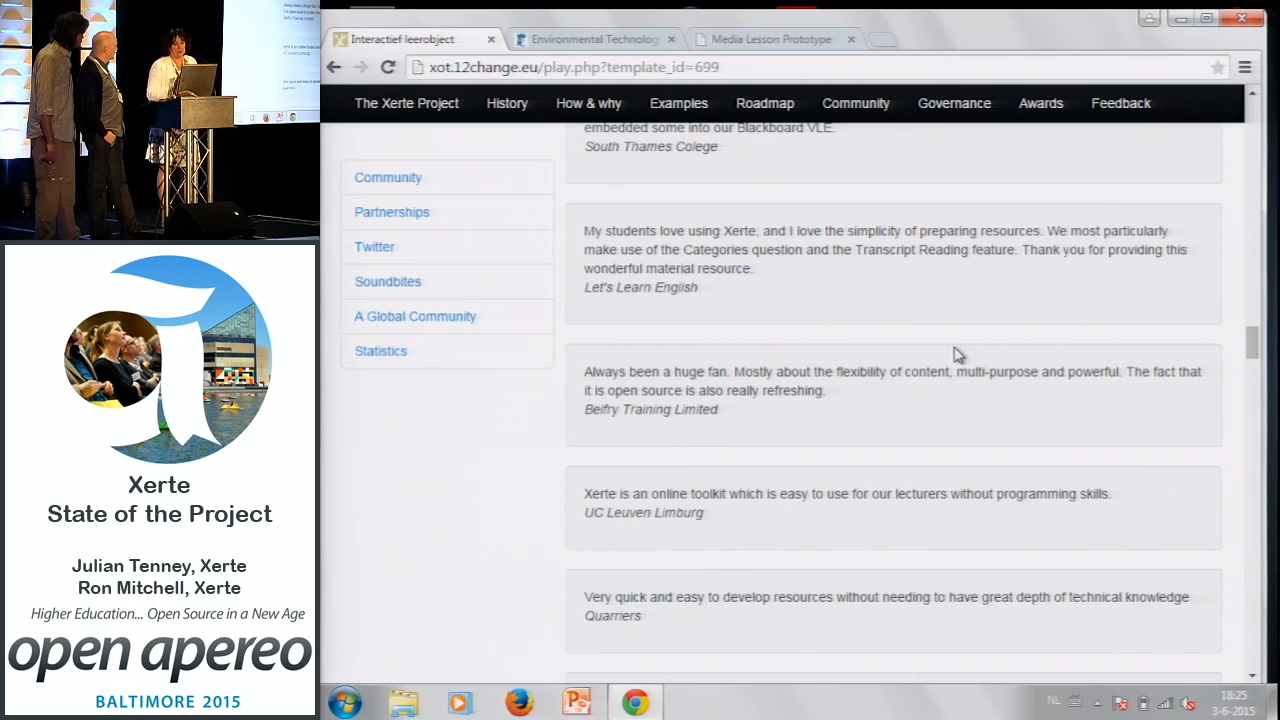 Interactief leerobject
Environmental Technolog
Media Lesson Prototype
xot.12change.eu/play.php?template_id=699
The Xerte Project
History
How & why
Examples
Roadmap
Community
Governance
Awards
Feedback
embedded some into our Blackboard VLE.
South Thames Colege
Community
Partnerships
Twitter
Soundbites
A Global Community
Statistics
My students love using Xerte, and I love the simplicity of preparing resources. We most particularly
make use of the Categories question and the Transcript Reading feature. Thank you for providing this
wonderful material resource.
Let's Learn English
Always been a huge fan. Mostly about the flexibility of content, multi-purpose and powerful. The fact that
it is open source is also really refreshing.
Belfry Training Limited
Xerte is an online toolkit which is easy to use for our lecturers without programming skills.
UC Leuven Limburg
Very quick and easy to develop resources without needing to have great depth of technical knowledge
Quarriers
Xerte
State of the Project
Julian Tenney, Xerte
Ron Mitchell, Xerte
Higher Education... Open Source in a New Age
open apereo
BALTIMORE 2015
NL
18:25
3-6-2015